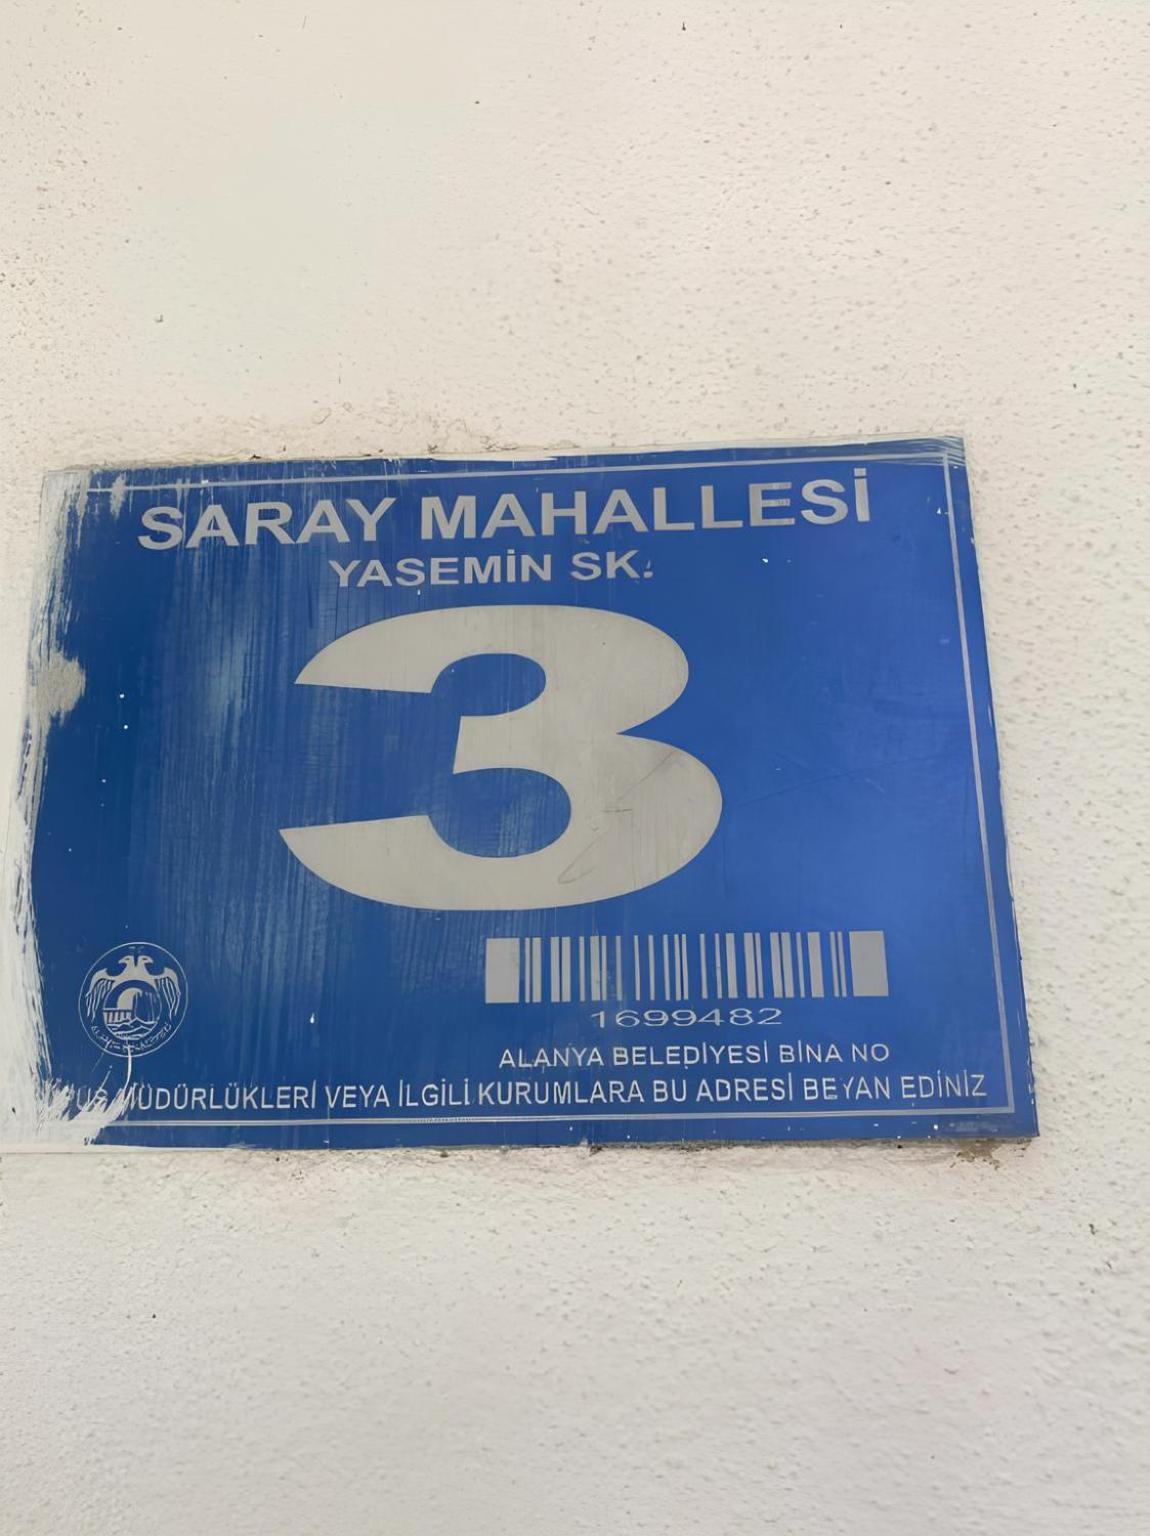 SARAY MAHALLESİ
YASEMİN SK.
3
1699482
ALANYA BELEDİYESİ BİNA NO
MÜDÜRLÜKLERİ VEYA İLGİLİ KURUMLARA BU ADRESİ BEYAN EDİNİZ